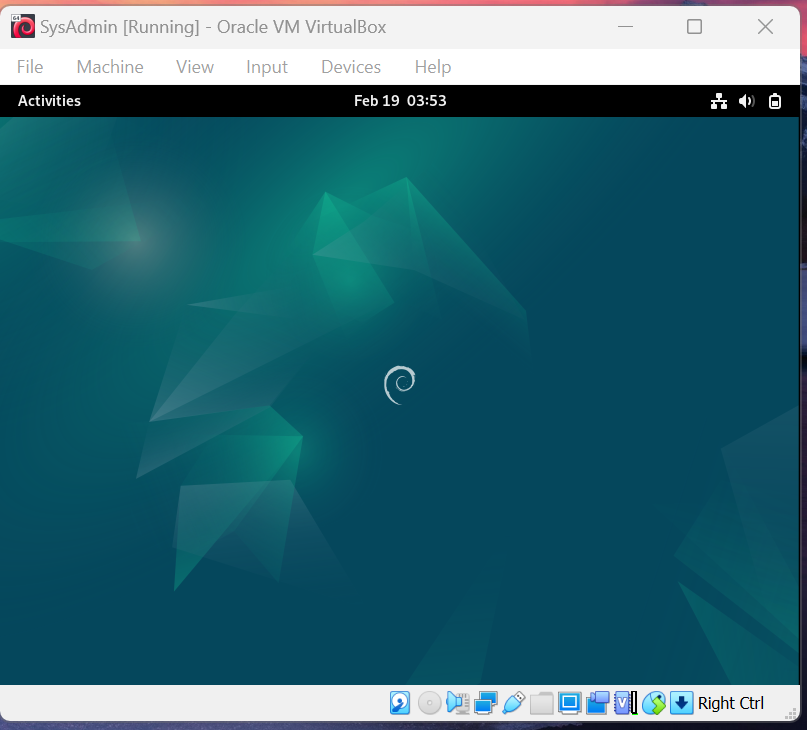 SysAdmin [Running] - Oracle VM VirtualBox
File Machine View Input Devices Help
Activities Feb 19 03:53
Right Ctrl